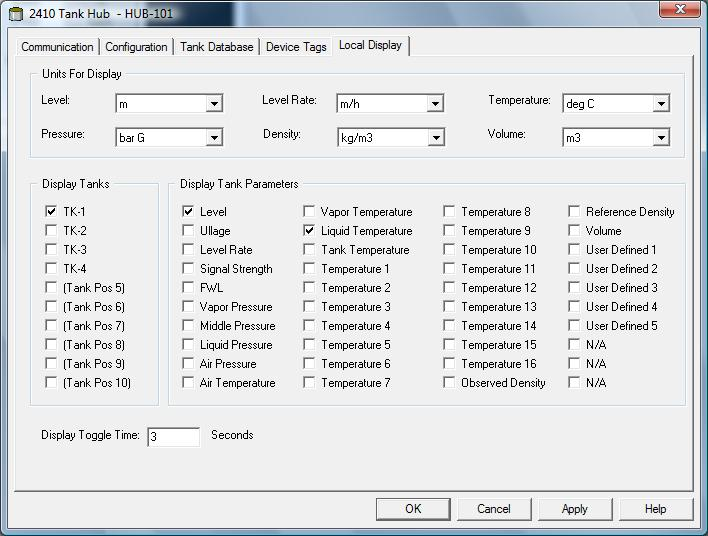 2410 Tank Hub - HUB-101
Communication Configuration Tank Database Device Tags Local Display
Units For Display
Level: m Level Rate: m/h Temperature: deg C
Pressure: bar G Density: kg/m3 Volume: m3
Display Tanks
TK-1
TK-2
TK-3
TK-4
(Tank Pos 5)
(Tank Pos 6)
(Tank Pos 7)
(Tank Pos 8)
(Tank Pos 9)
(Tank Pos 10)
Display Tank Parameters
Level
Ullage
Level Rate
Signal Strength
FWL
Vapor Pressure
Middle Pressure
Liquid Pressure
Air Pressure
Air Temperature
Vapor Temperature
Liquid Temperature
Tank Temperature
Temperature 1
Temperature 2
Temperature 3
Temperature 4
Temperature 5
Temperature 6
Temperature 7
Temperature 8
Temperature 9
Temperature 10
Temperature 11
Temperature 12
Temperature 13
Temperature 14
Temperature 15
Temperature 16
Observed Density
Reference Density
Volume
User Defined 1
User Defined 2
User Defined 3
User Defined 4
User Defined 5
N/A
N/A
N/A
Display Toggle Time: 3 Seconds
OK Cancel Apply Help